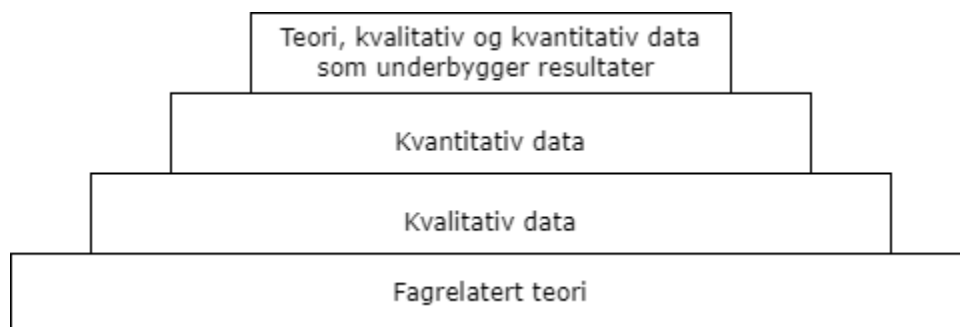 Teori, kvalitativ og kvantitativ data
som underbygger resultater
Kvantitativ data
Kvalitativ data
Fagrelatert teori